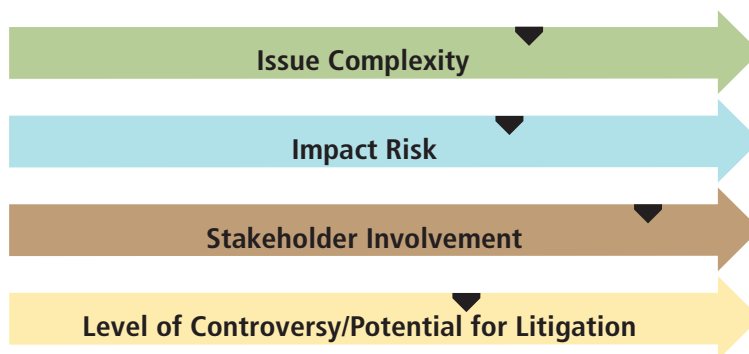 Issue Complexity
Impact Risk
Stakeholder Involvement
Level of Controversy/Potential for Litigation